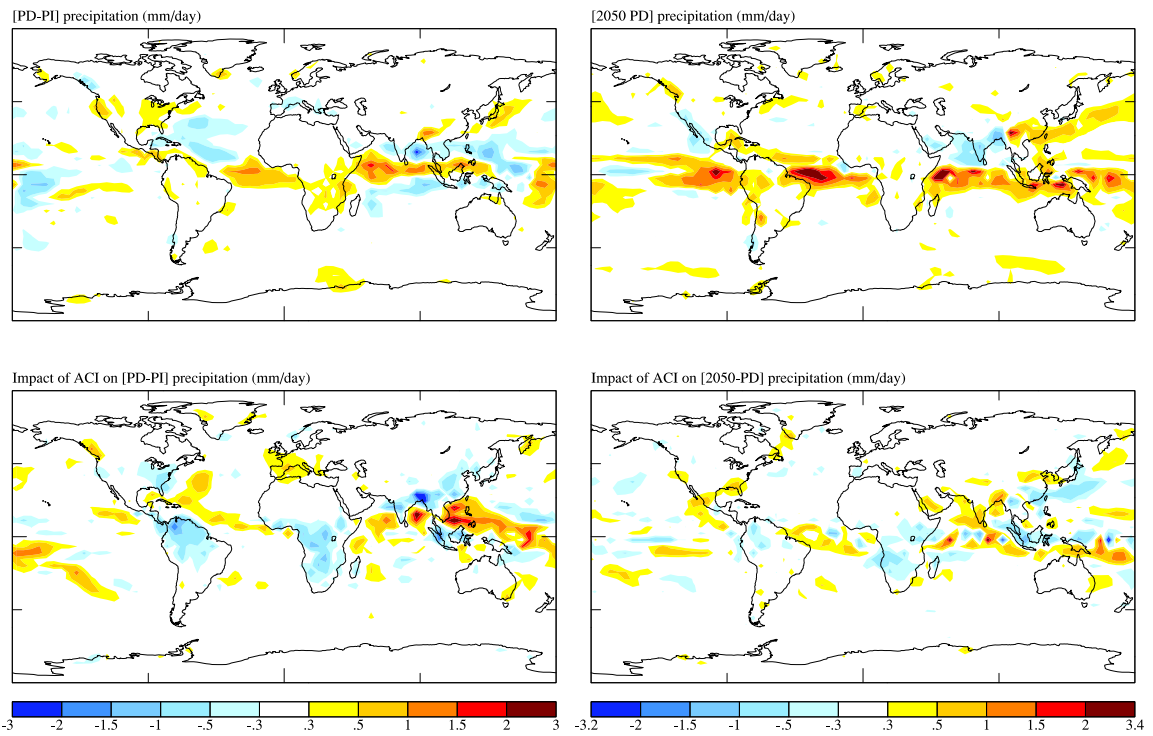 [PD-PI] precipitation (mm/day)
[2050 PD] precipitation (mm/day)
Impact of ACI on [PD-PI] precipitation (mm/day)
Impact of ACI on [2050-PD] precipitation (mm/day)
-3 -2 -1.5 -1 -.5 -.3 .3 .5 1 1.5 2 3
-3.2 -2 -1.5 -1 -.5 -.3 .3 .5 1 1.5 2 3.4